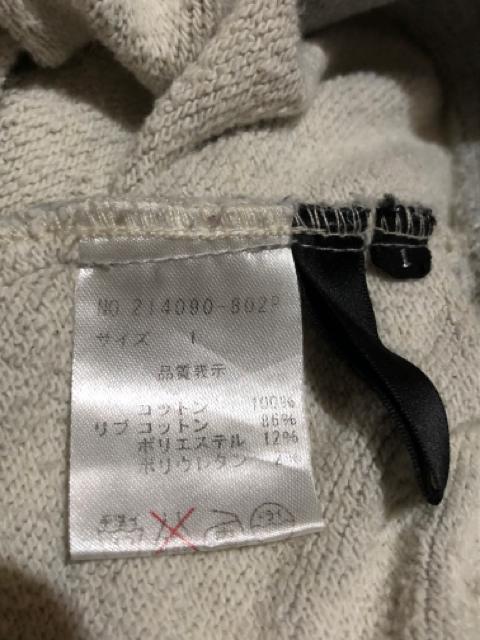 NO 214090-802P
サイズ 1
品質表示
コットン 100%
リブ コットン 86%
ポリエステル 12%
ポリウレタン 2%
1